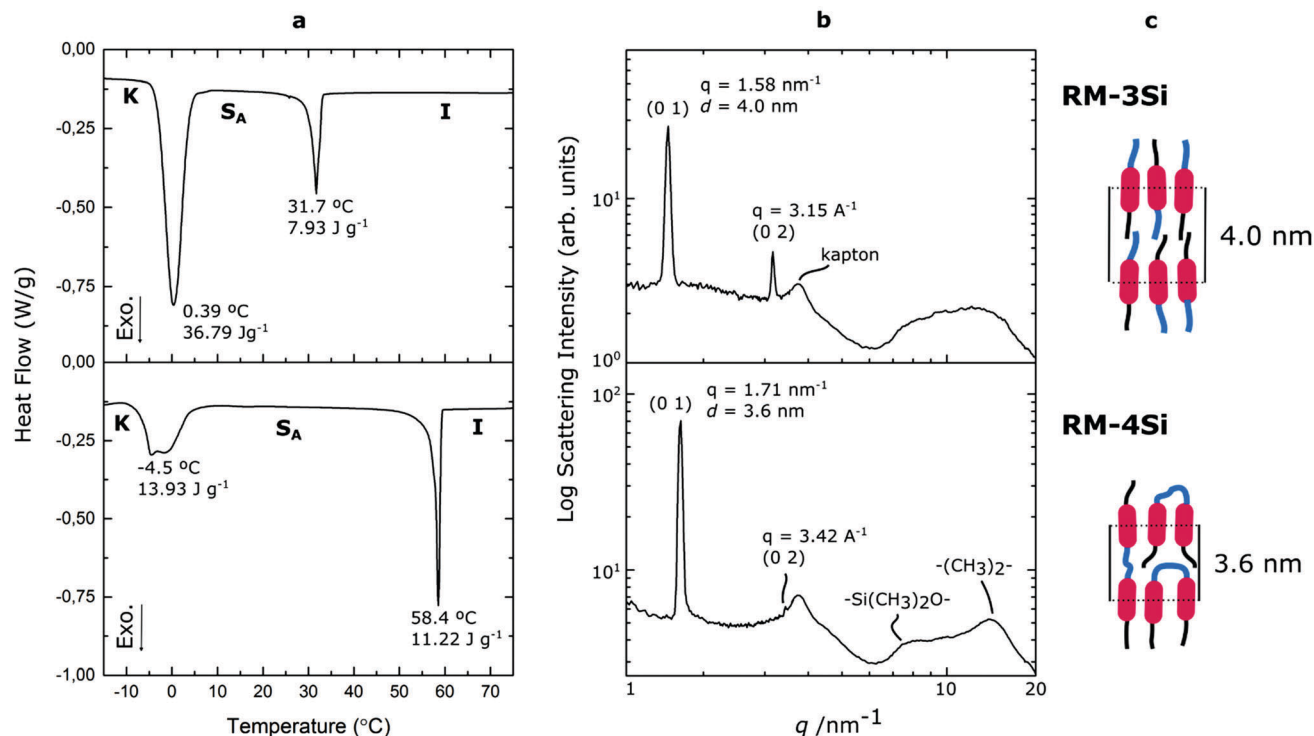 a
b
c
0,00
-0,25
-0,50
-0,75
0,00
-0,25
-0,50
-0,75
-1,00
Heat Flow (W/g)
K
S_A
I
31.7 ºC
7.93 J g⁻¹
0.39 ºC
36.79 Jg⁻¹
Exo.
K
S_A
I
-4.5 ºC
13.93 J g⁻¹
58.4 ºC
11.22 J g⁻¹
Exo.
-10 0 10 20 30 40 50 60 70
Temperature (°C)
Log Scattering Intensity (arb. units)
10¹
10⁰
q = 1.58 nm⁻¹
(0 1) d = 4.0 nm
q = 3.15 A⁻¹
(0 2)
kapton
10²
10¹
q = 1.71 nm⁻¹
(0 1) d = 3.6 nm
q = 3.42 A⁻¹
(0 2)
-Si(CH3)2O-
-(CH3)2-
1 10 20
q /nm⁻¹
RM-3Si
4.0 nm
RM-4Si
3.6 nm